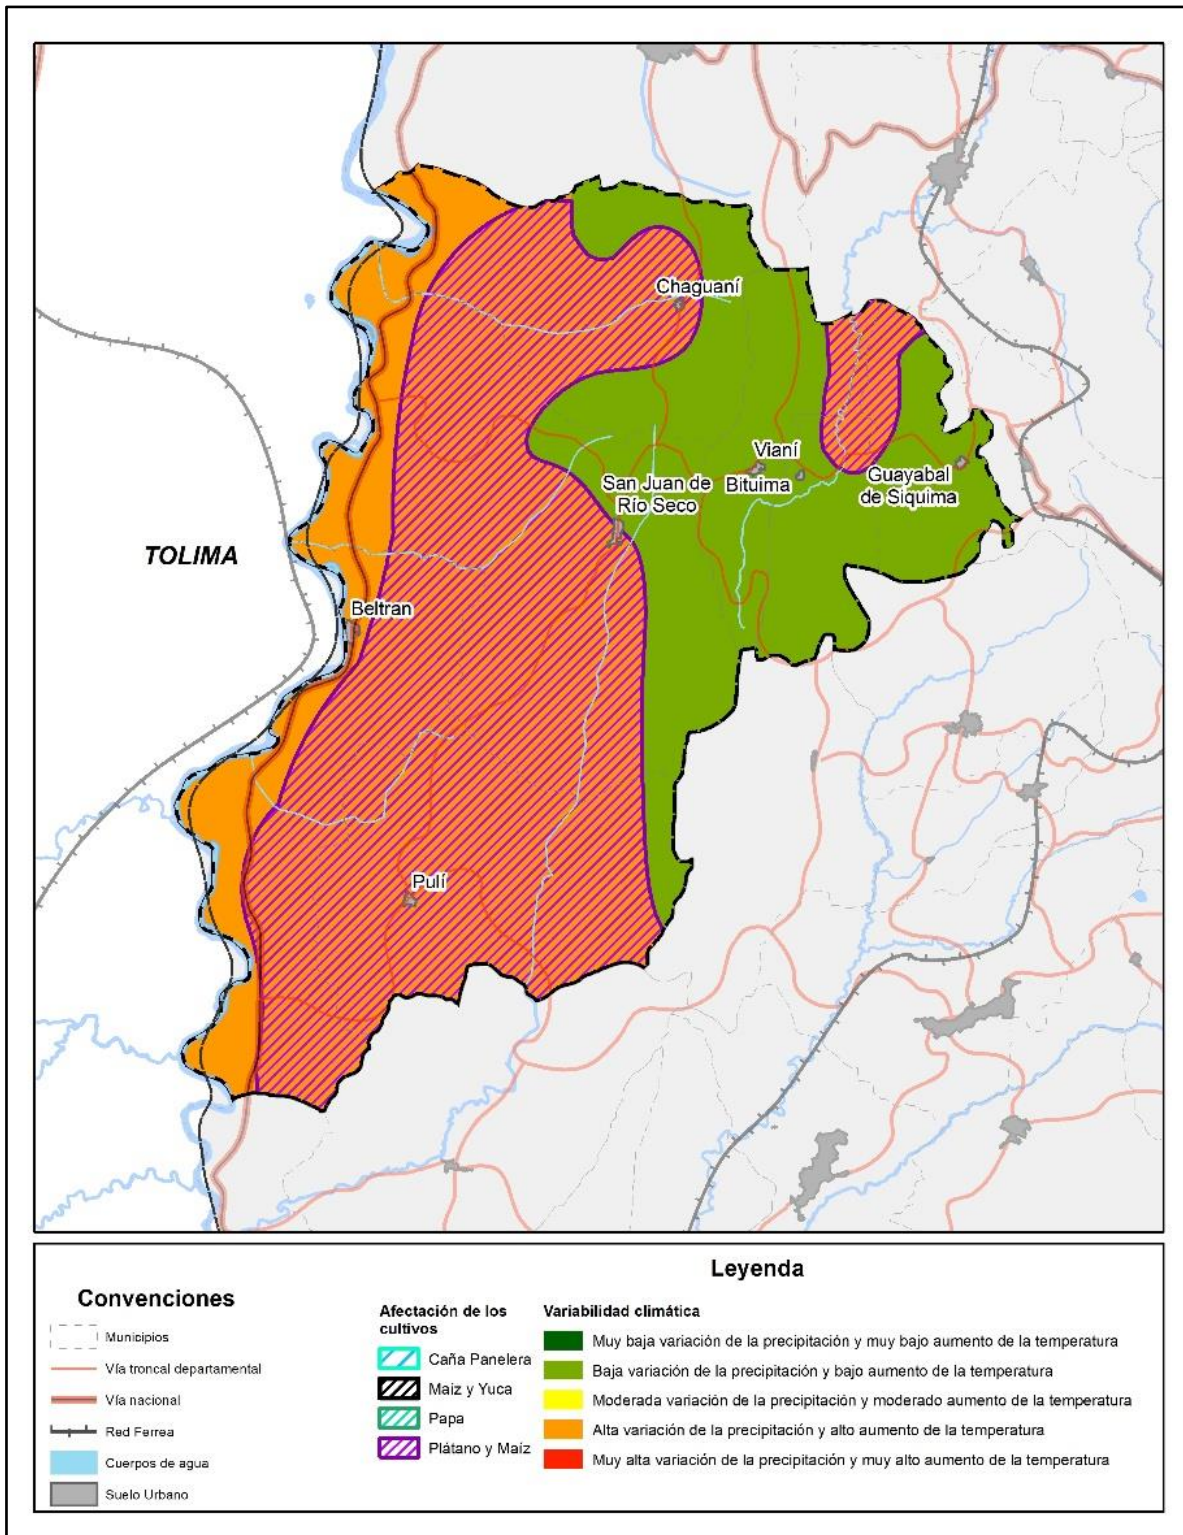 Chaguaní
Vianí
Bituima
Guayabal
de Siquima
San Juan de
Río Seco
TOLIMA
Beltran
Pulí
Leyenda
Convenciones
Municipios
Vía troncal departamental
Vía nacional
Red Ferrea
Cuerpos de agua
Suelo Urbano
Afectación de los
cultivos
Caña Panelera
Maiz y Yuca
Papa
Plátano y Maíz
Variabilidad climática
Muy baja variación de la precipitación y muy bajo aumento de la temperatura
Baja variación de la precipitación y bajo aumento de la temperatura
Moderada variación de la precipitación y moderado aumento de la temperatura
Alta variación de la precipitación y alto aumento de la temperatura
Muy alta variación de la precipitación y muy alto aumento de la temperatura